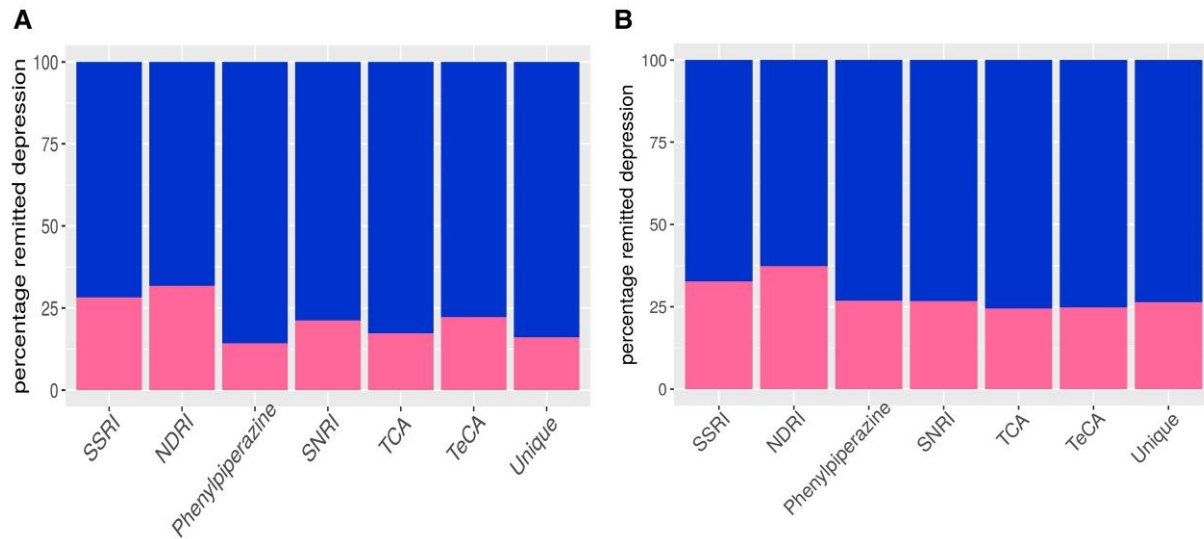 A
percentage remitted depression
100
75
50
25
0
SSRI
NDRI
Phenylpiperazine
SNRI
TCA
TeCA
Unique
B
percentage remitted depression
100
75
50
25
0
SSRI
NDRI
Phenylpiperazine
SNRI
TCA
TeCA
Unique